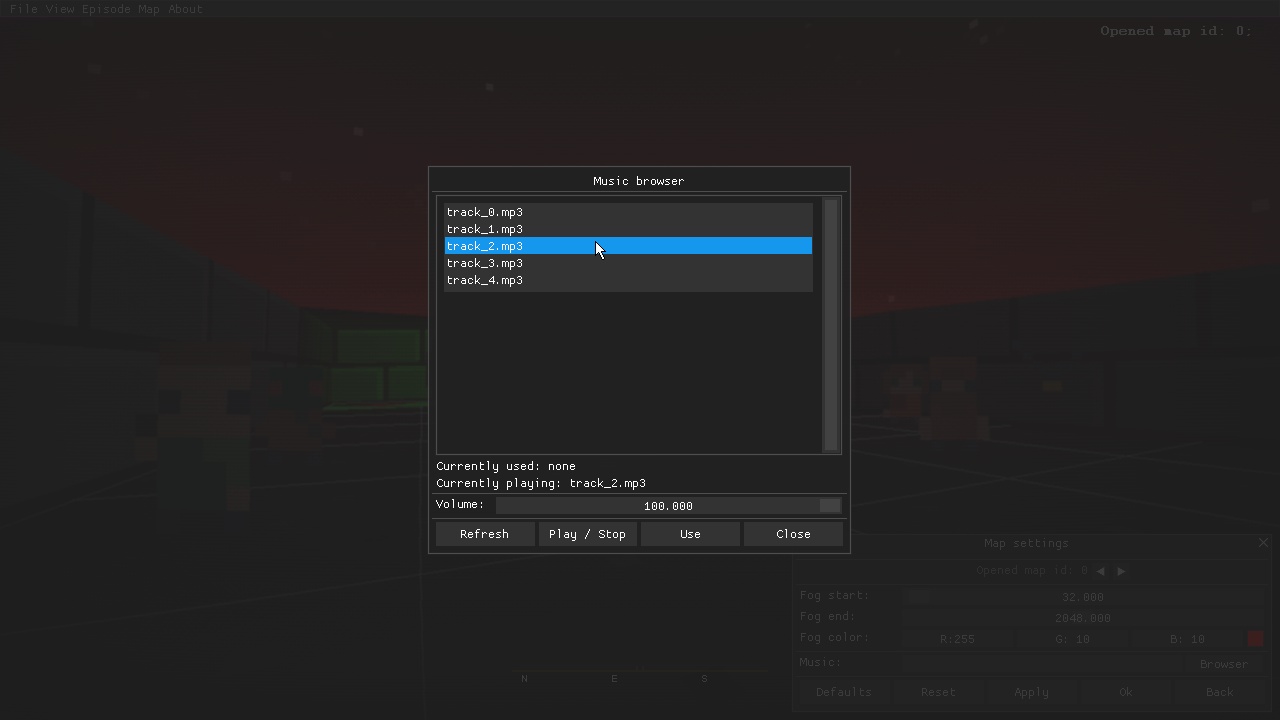 File View Episode Map About
Opened map id: 0;
Music browser
track_0.mp3
track_1.mp3
track_2.mp3
track_3.mp3
track_4.mp3
Currently used: none
Currently playing: track_2.mp3
Volume: 100.000
Refresh Play / Stop Use Close
Map settings
Opened map id: 0
Fog start: 32.000
Fog end: 2048.000
Fog color: R:255 G: 10 B: 10
Music: Browser
Defaults Reset Apply Ok Back
N E S